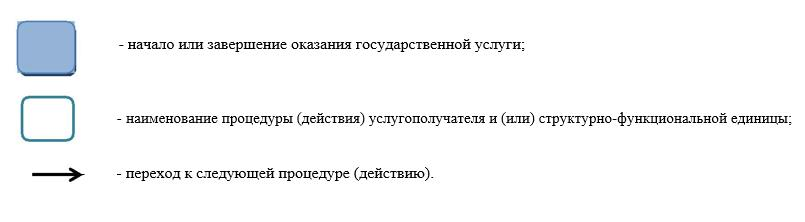 - начало или завершение оказания государственной услуги;
- наименование процедуры (действия) услугополучателя и (или) структурно-функциональной единицы;
- переход к следующей процедуре (действию).